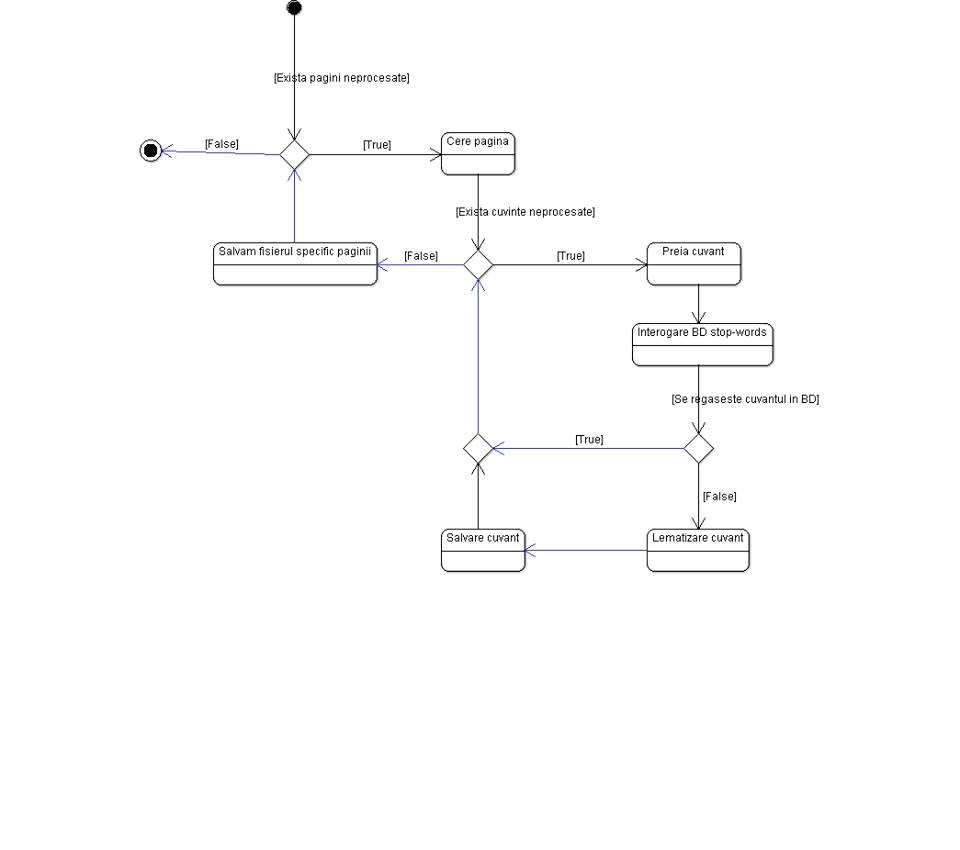 [Exista pagini neprocesate]
[False]
[True]
Cere pagina
[Exista cuvinte neprocesate]
Salvam fisierul specific paginii
[False]
[True]
Preia cuvant
Interogare BD stop-words
[Se regaseste cuvantul in BD]
[True]
[False]
Salvare cuvant
Lematizare cuvant